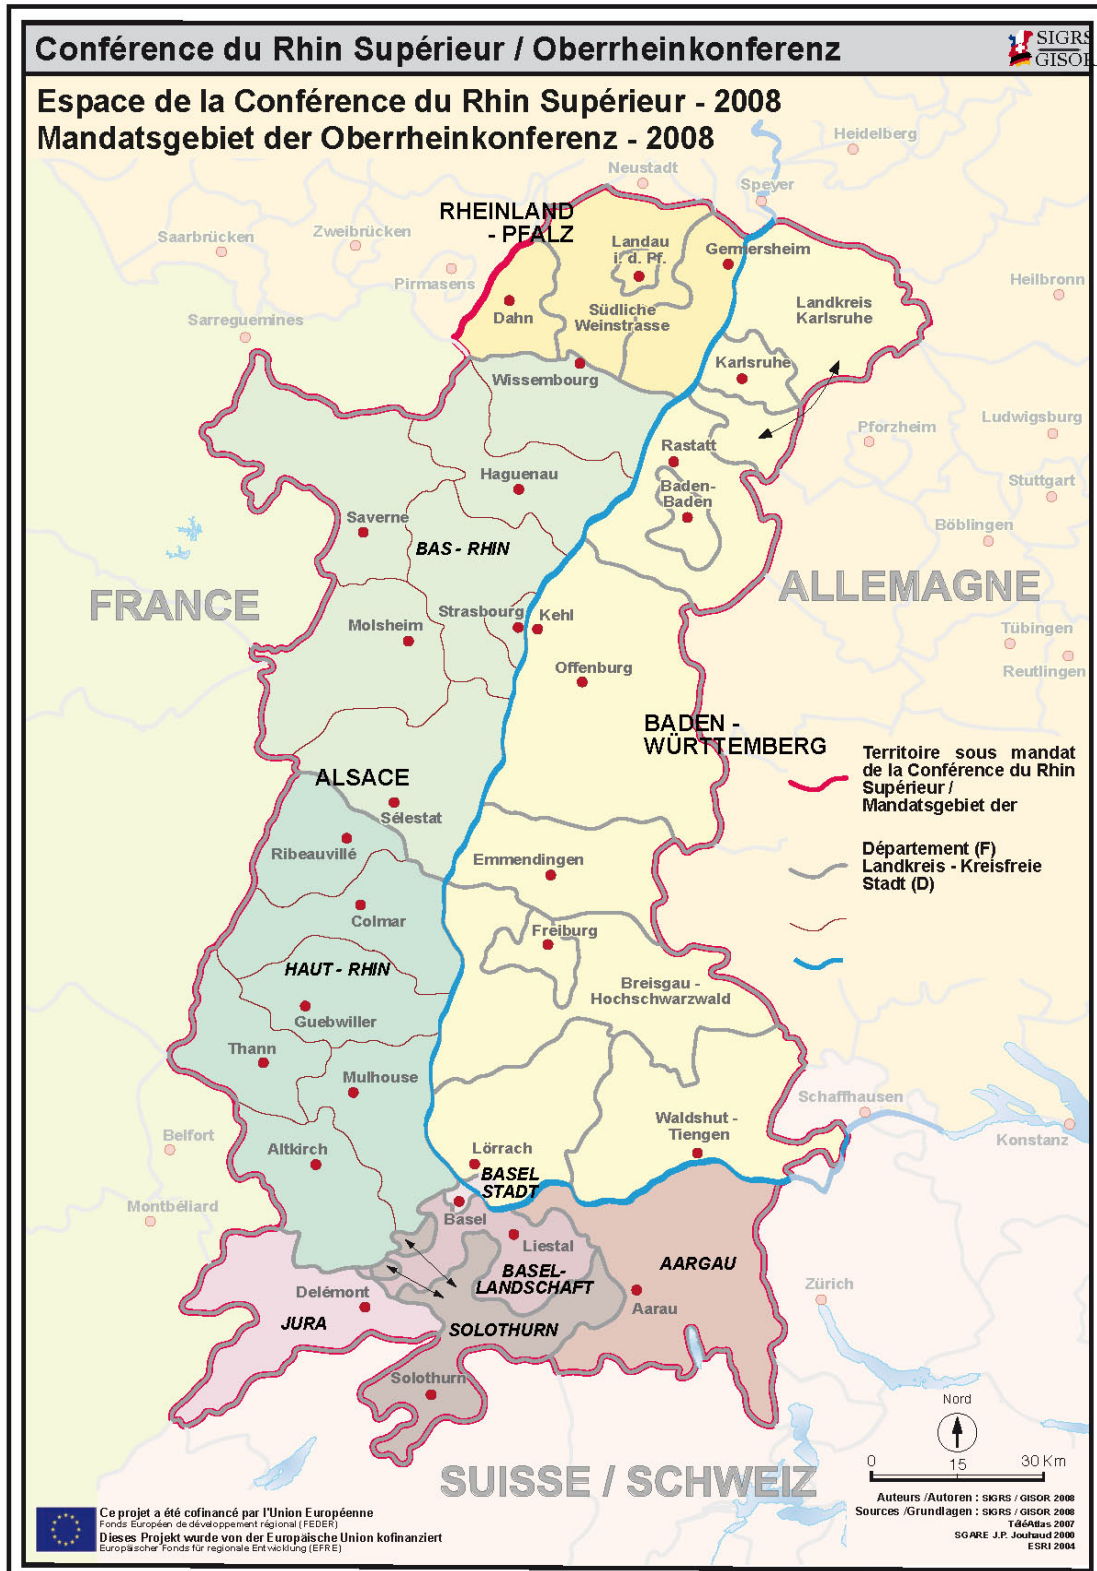 Conférence du Rhin Supérieur / Oberrheinkonferenz
SIGRS
GISOR
Espace de la Conférence du Rhin Supérieur - 2008
Mandatsgebiet der Oberrheinkonferenz - 2008
Heidelberg
Neustadt
Speyer
RHEINLAND
- PFALZ
Zweibrücken
Saarbrücken
Landau
i. d. Pf.
Germersheim
Pirmasens
Heilbronn
Landkreis
Karlsruhe
Dahn
Südliche
Weinstrasse
Sarreguemines
Karlsruhe
Wissembourg
Ludwigsburg
Pforzheim
Rastatt
Haguenau
Baden-
Baden
Stuttgart
Saverne
Böblingen
BAS - RHIN
FRANCE
ALLEMAGNE
Strasbourg
Kehl
Molsheim
Tübingen
Reutlingen
Offenburg
BADEN -
WÜRTTEMBERG
Territoire sous mandat
de la Conférence du Rhin
Supérieur /
Mandatsgebiet der
ALSACE
Sélestat
Ribeauvillé
Département (F)
Landkreis - Kreisfreie
Stadt (D)
Emmendingen
Colmar
Freiburg
HAUT - RHIN
Breisgau -
Hochschwarzwald
Guebwiller
Thann
Mulhouse
Schaffhausen
Waldshut -
Tiengen
Konstanz
Belfort
Altkirch
Lörrach
BASEL
STADT
Montbéliard
Basel
Liestal
AARGAU
BASEL-
LANDSCHAFT
Delémont
Zürich
Aarau
JURA
SOLOTHURN
Solothurn
Nord
0 15 30 Km
SUISSE / SCHWEIZ
Auteurs /Autoren : SIGRS / GISOR 2008
Sources /Grundlagen : SIGRS / GISOR 2008
TéléAtlas 2007
SGARE J.P. Jouhaud 2000
ESRI 2004
Ce projet a été cofinancé par l'Union Européenne
Fonds Européen de développement régional (FEDER)
Dieses Projekt wurde von der Europäische Union kofinanziert
Europäischer Fonds für regionale Entwicklung (EFRE)